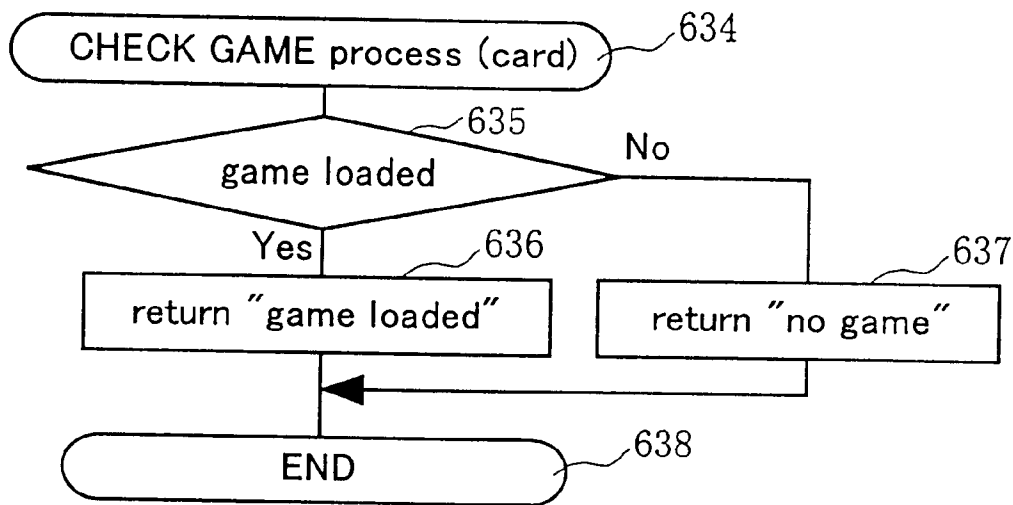 CHECK GAME process (card)
634
635
game loaded
No
Yes
636
637
return "game loaded"
return "no game"
END
638